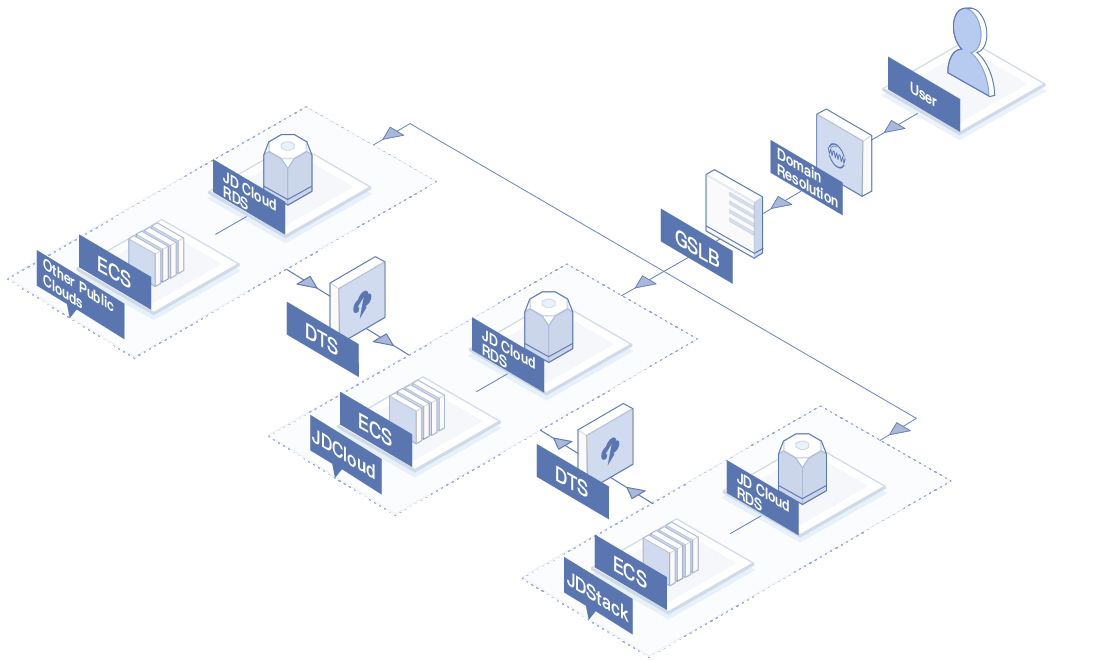 User
Domain
Resolution
GSLB
JD Cloud
RDS
ECS
Other Public
Clouds
DTS
JD Cloud
RDS
ECS
JDCloud
DTS
JD Cloud
RDS
ECS
JDStack